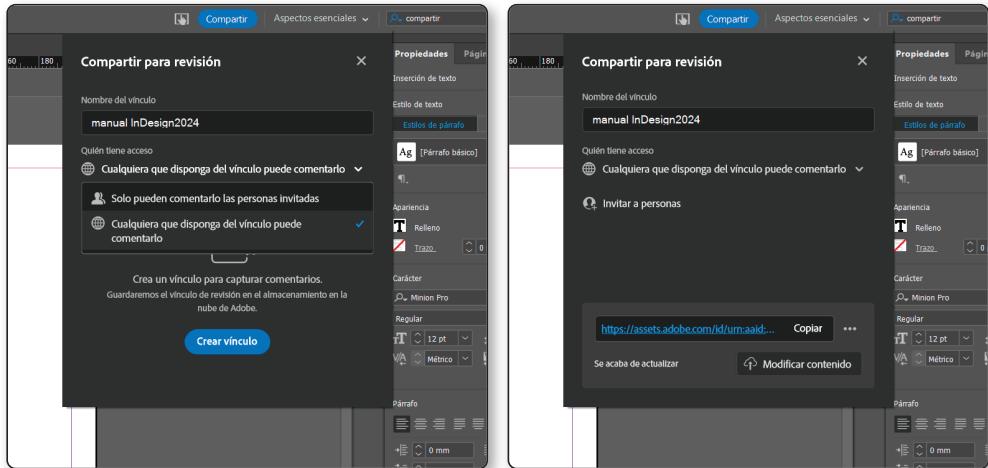 Compartir
Aspectos esenciales
compartir
60
180
Compartir para revisión
Nombre del vínculo
manual InDesign2024
Quién tiene acceso
Cualquiera que disponga del vínculo puede comentarlo
Solo pueden comentarlo las personas invitadas
Cualquiera que disponga del vínculo puede
comentarlo
Crea un vínculo para capturar comentarios.
Guardaremos el vínculo de revisión en el almacenamiento en la
nube de Adobe.
Crear vínculo
Propiedades
Págin
Inserción de texto
Estilo de texto
Estilos de párrafo
Ag [Párrafo básico]
Apariencia
T Relleno
Trazo
0
Carácter
Minion Pro
Regular
12 pt
Métrico
Párrafo
0 mm
Compartir
Aspectos esenciales
compartir
60
180
Compartir para revisión
Nombre del vínculo
manual InDesign2024
Quién tiene acceso
Cualquiera que disponga del vínculo puede comentarlo
Invitar a personas
https://assets.adobe.com/id/urn:aaid:...
Copiar
Se acaba de actualizar
Modificar contenido
Propiedades
Págin
Inserción de texto
Estilo de texto
Estilos de párrafo
Ag [Párrafo básico]
Apariencia
T Relleno
Trazo
0
Carácter
Minion Pro
Regular
12 pt
Métrico
Párrafo
0 mm